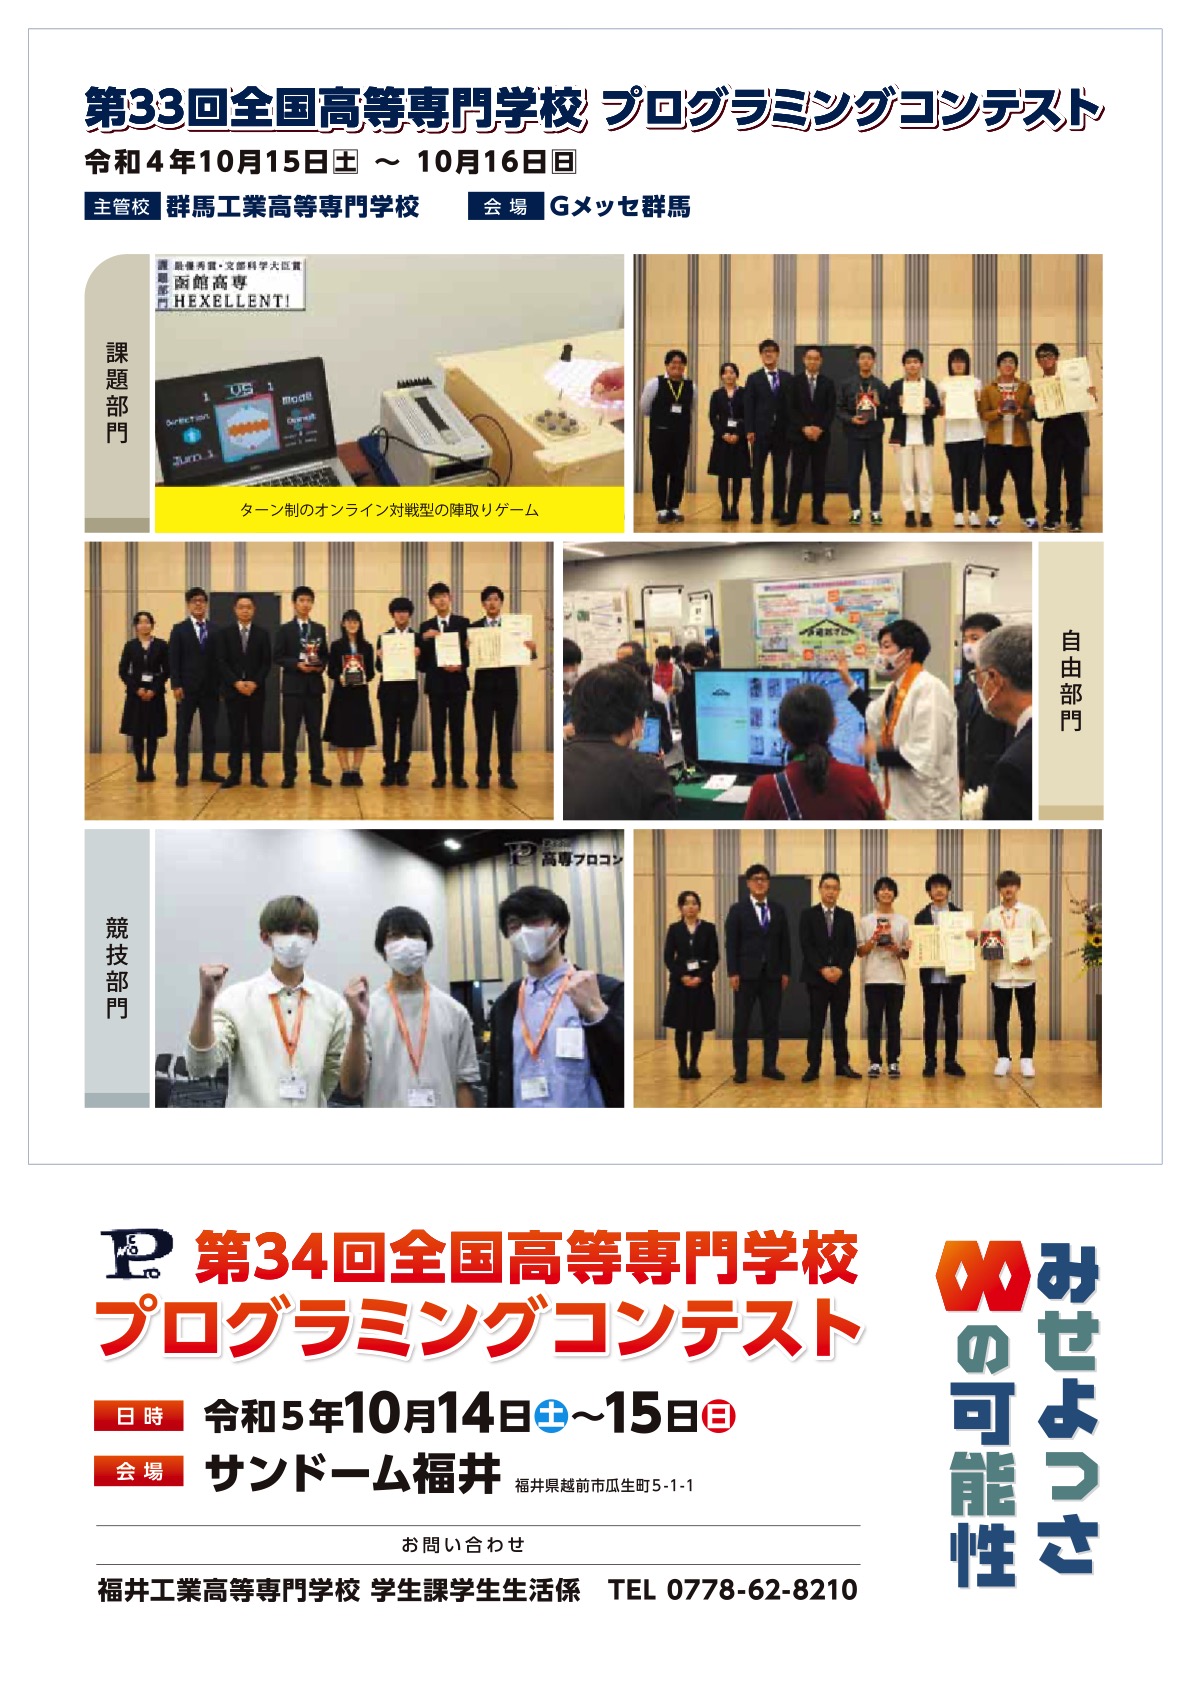 第33回全国高等専門学校 プログラミングコンテスト
令和4年10月15日土 ～ 10月16日日
主管校 群馬工業高等専門学校 会場 Gメッセ群馬
課題部門
課題部門
最優秀賞・文部科学大臣賞
函館高専
HEXELLENT!
1 VS 1
Mode
Direction
Turn 1
ターン制のオンライン対戦型の陣取りゲーム
自由部門
競技部門
高専プロコン
第34回全国高等専門学校
プログラミングコンテスト
日時 令和5年10月14日土～15日日
会場 サンドーム福井 福井県越前市瓜生町5-1-1
お問い合わせ
福井工業高等専門学校 学生課学生生活係 TEL 0778-62-8210
みせよっさ
∞の可能性